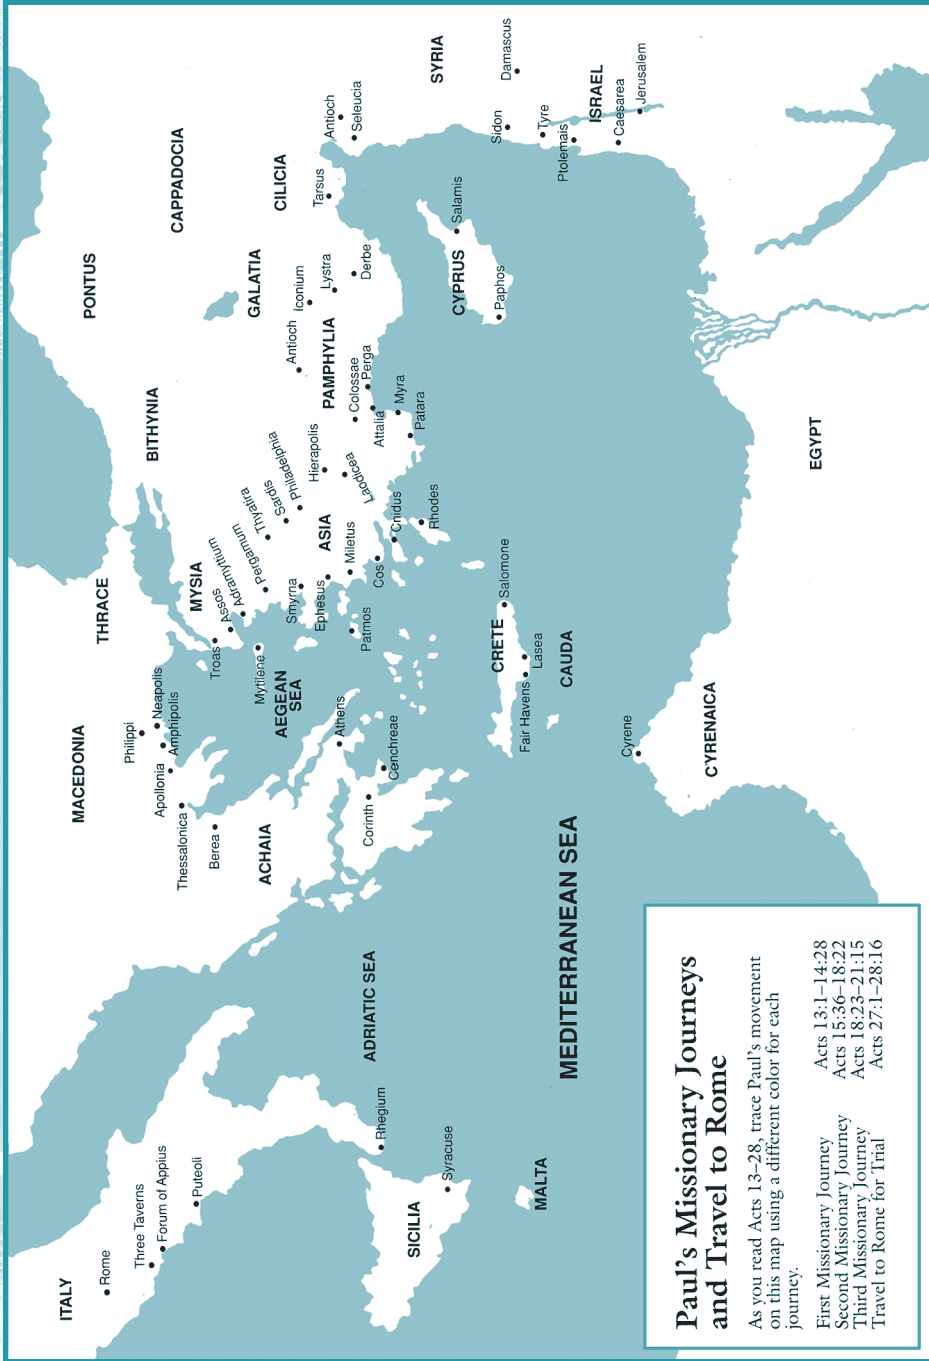 ITALY
Rome
Three Taverns
Forum of Appius
Puteoli
SICILIA
Rhegium
Syracuse
MALTA
ADRIATIC SEA
MEDITERRANEAN SEA
MACEDONIA
Philippi
Neapolis
Amphipolis
Apollonia
Thessalonica
Berea
ACHAIA
Athens
Corinth
Cenchreae
AEGEAN
SEA
THRACE
MYSIA
Troas
Assos
Adramyttium
Mytilene
Pergamum
Thyatira
Sardis
Philadelphia
Smyrna
Ephesus
ASIA
Miletus
Patmos
Hierapolis
Laodicea
Colossae
Cos
Cnidus
Rhodes
BITHYNIA
PONTUS
GALATIA
CAPPADOCIA
CILICIA
PAMPHYLIA
Antioch
Iconium
Lystra
Derbe
Perga
Attalia
Myra
Patara
Tarsus
Antioch
Seleucia
SYRIA
Damascus
Sidon
Tyre
Ptolemais
ISRAEL
Caesarea
Jerusalem
CYPRUS
Salamis
Paphos
CRETE
Salomone
Lasea
Fair Havens
CAUDA
Cyrene
CYRENAICA
EGYPT
Paul's Missionary Journeys
and Travel to Rome
As you read Acts 13–28, trace Paul's movement
on this map using a different color for each
journey.
First Missionary Journey Acts 13:1–14:28
Second Missionary Journey Acts 15:36–18:22
Third Missionary Journey Acts 18:23–21:15
Travel to Rome for Trial Acts 27:1–28:16